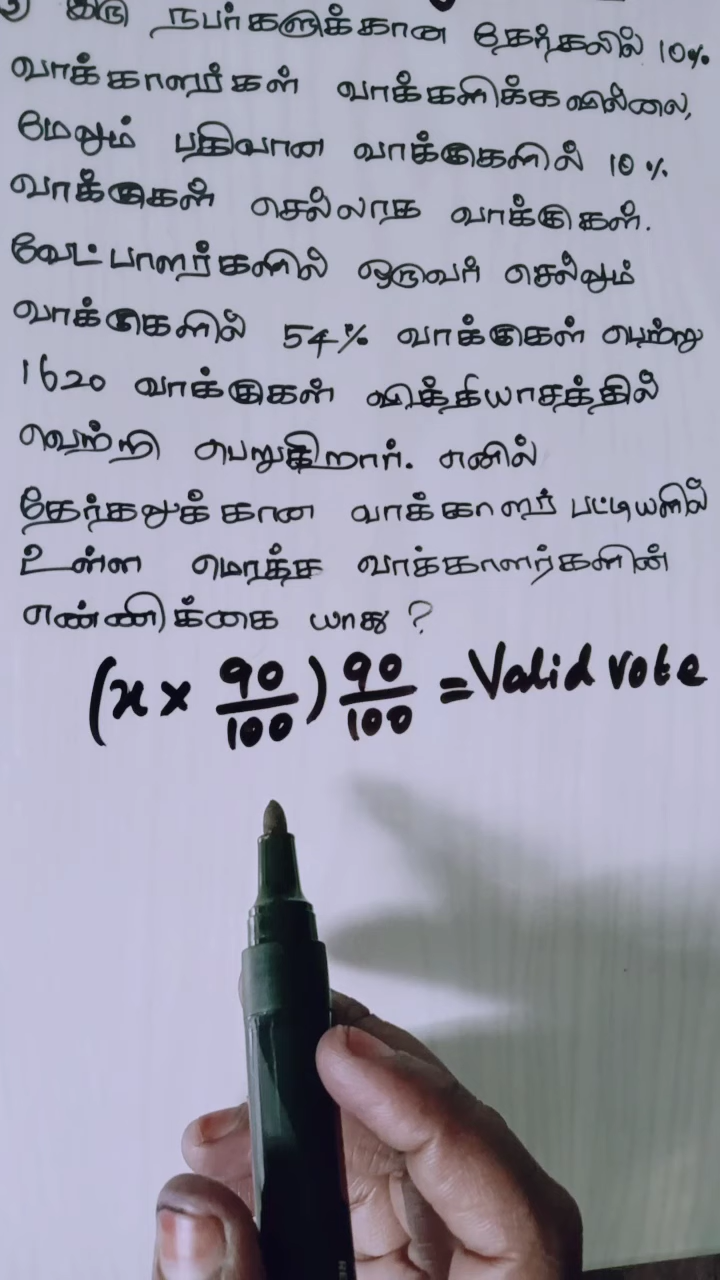 இரு நபர்களுக்கான தேர்தலில் 10%
வாக்காளர்கள் வாக்களிக்கவில்லை,
மேலும் பதிவான வாக்குகளில் 10%
வாக்குகள் செல்லாத வாக்குகள்.
வேட்பாளர்களில் ஒருவர் செல்லும்
வாக்குகளில் 54% வாக்குகள் பெற்று
1620 வாக்குகள் வித்தியாசத்தில்
வெற்றி பெறுகிறார். எனில்
தேர்தலுக்கான வாக்காளர் பட்டியலில்
உள்ள மொத்த வாக்காளர்களின்
எண்ணிக்கை யாது?
(x × 90/100) 90/100 = Valid vote